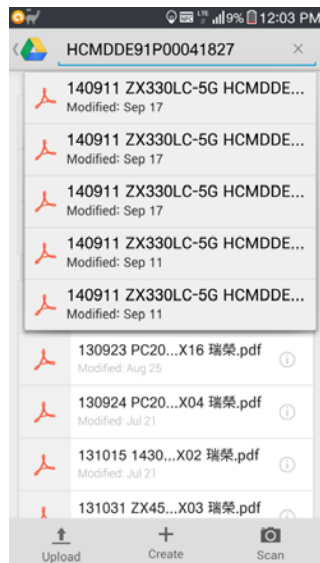 LTE 9% 12:03 PM
HCMDDE91P00041827
140911 ZX330LC-5G HCMDDE...
Modified: Sep 17
140911 ZX330LC-5G HCMDDE...
Modified: Sep 17
140911 ZX330LC-5G HCMDDE...
Modified: Sep 17
140911 ZX330LC-5G HCMDDE...
Modified: Sep 11
140911 ZX330LC-5G HCMDDE...
Modified: Sep 11
130923 PC20...X16 瑞榮.pdf
Modified: Aug 25
130924 PC20...X04 瑞榮.pdf
Modified: Jul 21
131015 1430...X02 瑞榮.pdf
Modified: Jul 21
131031 ZX45...X03 瑞榮.pdf
Upload Create Scan